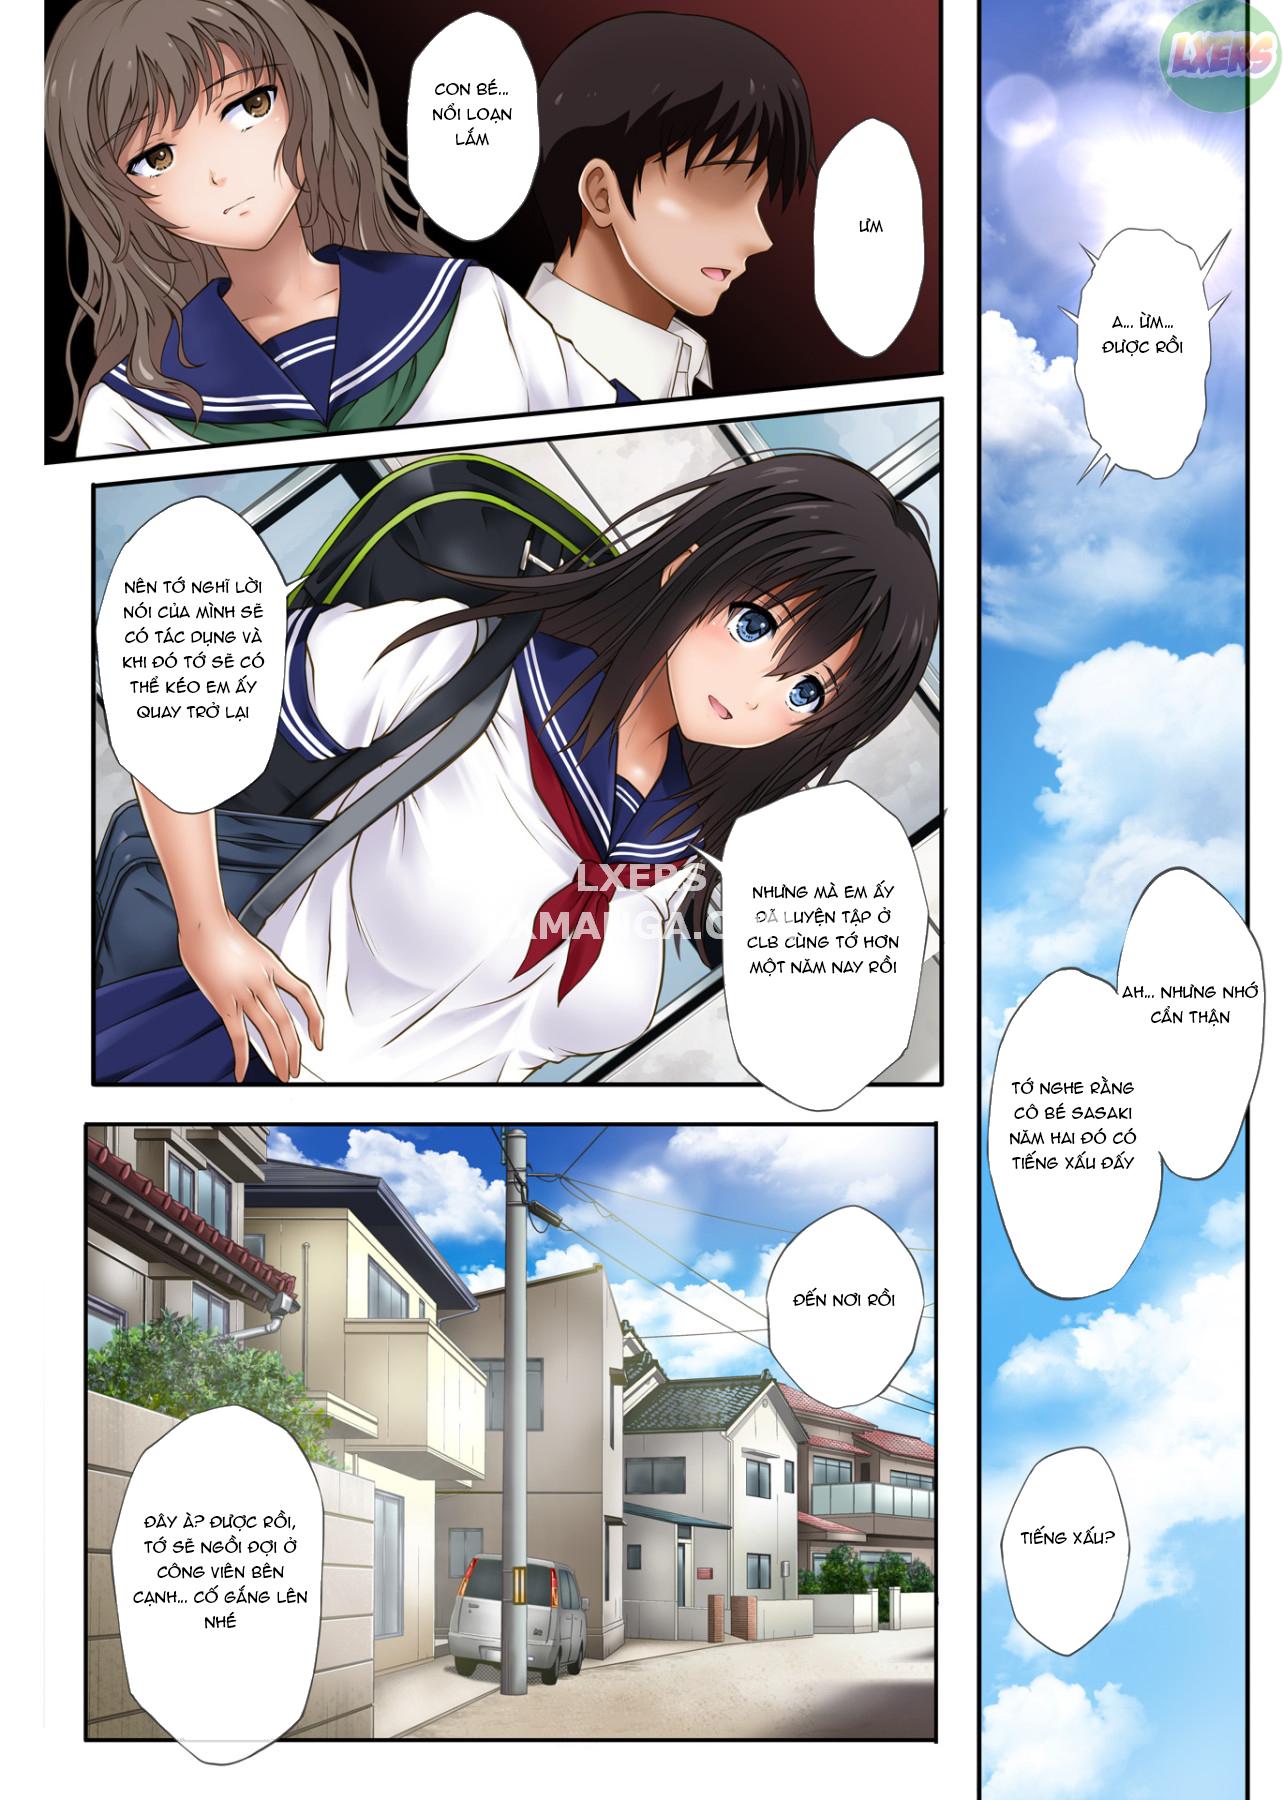 LXERS
A... ỪM...
ĐƯỢC RỒI
AH... NHƯNG NHỚ
CẨN THẬN
TỚ NGHE RẰNG
CÔ BÉ SASAKI
NĂM HAI ĐÓ CÓ
TIẾNG XẤU ĐẤY
TIẾNG XẤU?
ƯM
CON BÉ...
NỔI LOẠN
LẮM
NHƯNG MÀ EM ẤY
ĐÃ LUYỆN TẬP Ở
CLB CÙNG TỚ HƠN
MỘT NĂM NAY RỒI
NÊN TỚ NGHĨ LỜI
NÓI CỦA MÌNH SẼ
CÓ TÁC DỤNG VÀ
KHI ĐÓ TỚ SẼ CÓ
THỂ KÉO EM ẤY
QUAY TRỞ LẠI
LXERS
ĐẾN NƠI RỒI
ĐÂY À? ĐƯỢC RỒI,
TỚ SẼ NGỒI ĐỢI Ở
CÔNG VIÊN BÊN
CẠNH... CỐ GẮNG LÊN
NHÉ